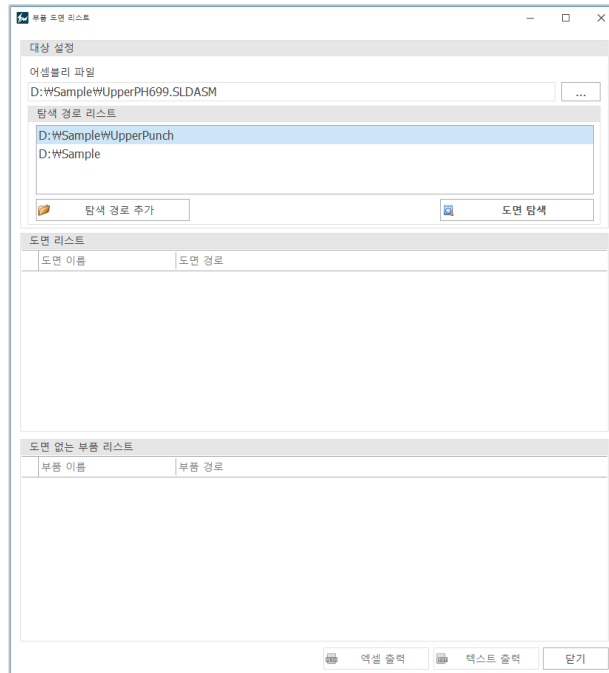 부품 도면 리스트
대상 설정
어셈블리 파일
D:₩Sample₩UpperPH699.SLDASM
...
탐색 경로 리스트
D:₩Sample₩UpperPunch
D:₩Sample
탐색 경로 추가
도면 탐색
도면 리스트
도면 이름 도면 경로
도면 없는 부품 리스트
부품 이름 부품 경로
엑셀 출력 텍스트 출력 닫기